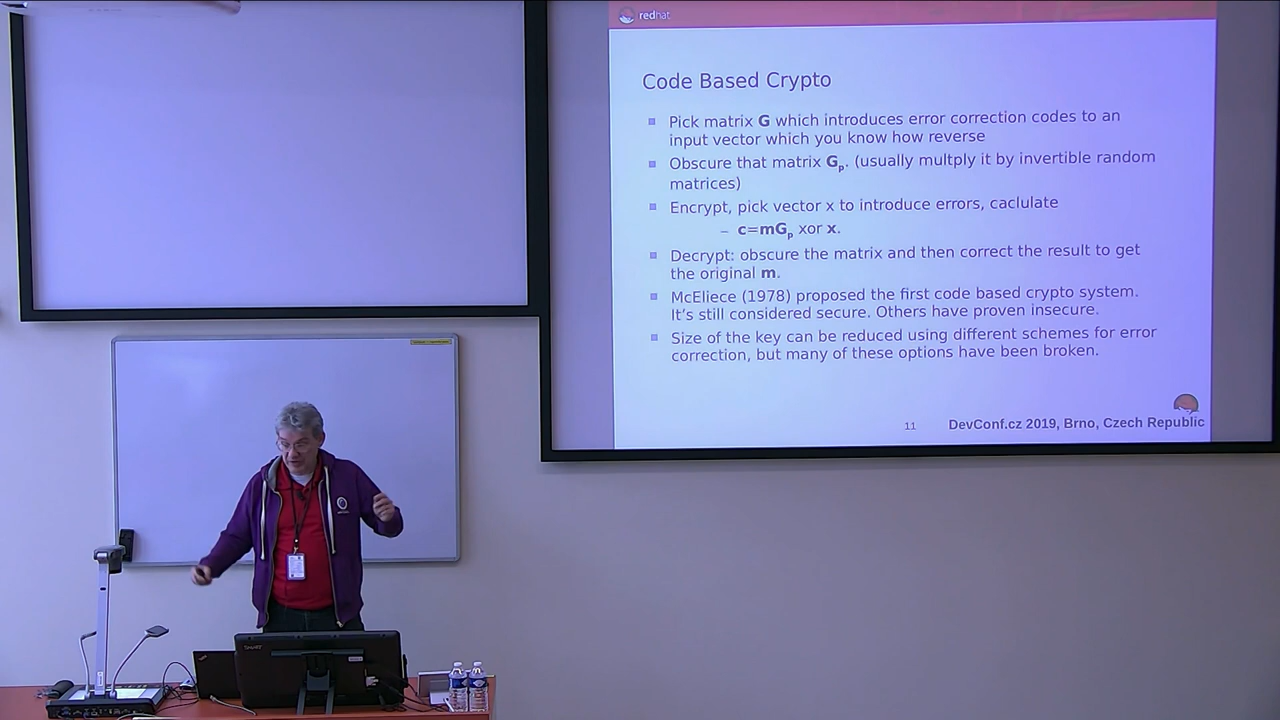 redhat
Code Based Crypto
Pick matrix G which introduces error correction codes to an
input vector which you know how reverse
Obscure that matrix Gp. (usually multply it by invertible random
matrices)
Encrypt, pick vector x to introduce errors, caclulate
– c=mGp xor x.
Decrypt: obscure the matrix and then correct the result to get
the original m.
McEliece (1978) proposed the first code based crypto system.
It's still considered secure. Others have proven insecure.
Size of the key can be reduced using different schemes for error
correction, but many of these options have been broken.
11 DevConf.cz 2019, Brno, Czech Republic